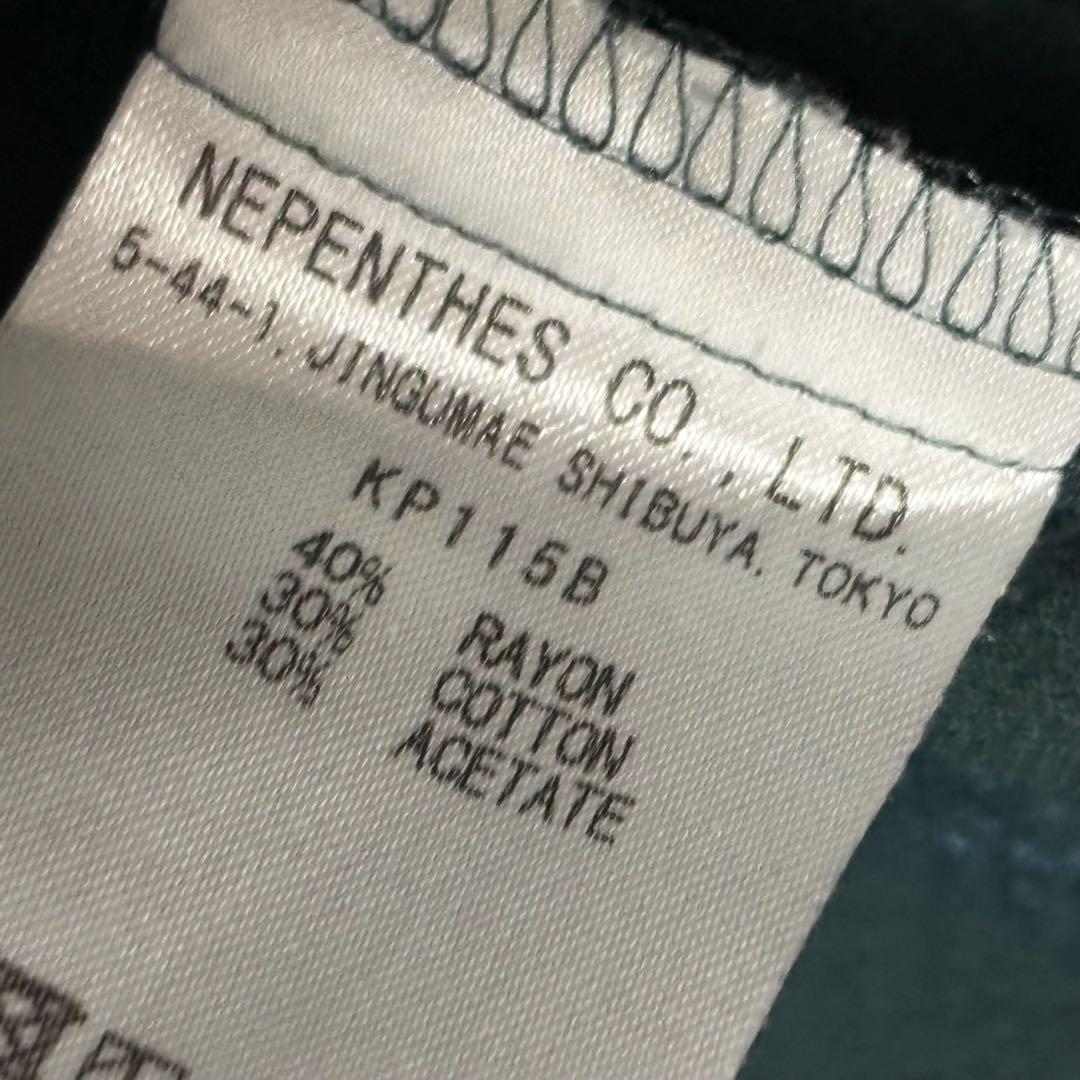 NEPENTHES CO.,LTD.
5-44-1. JINGUMAE SHIBUYA. TOKYO
KP115B
40% RAYON
30% COTTON
30% ACETATE